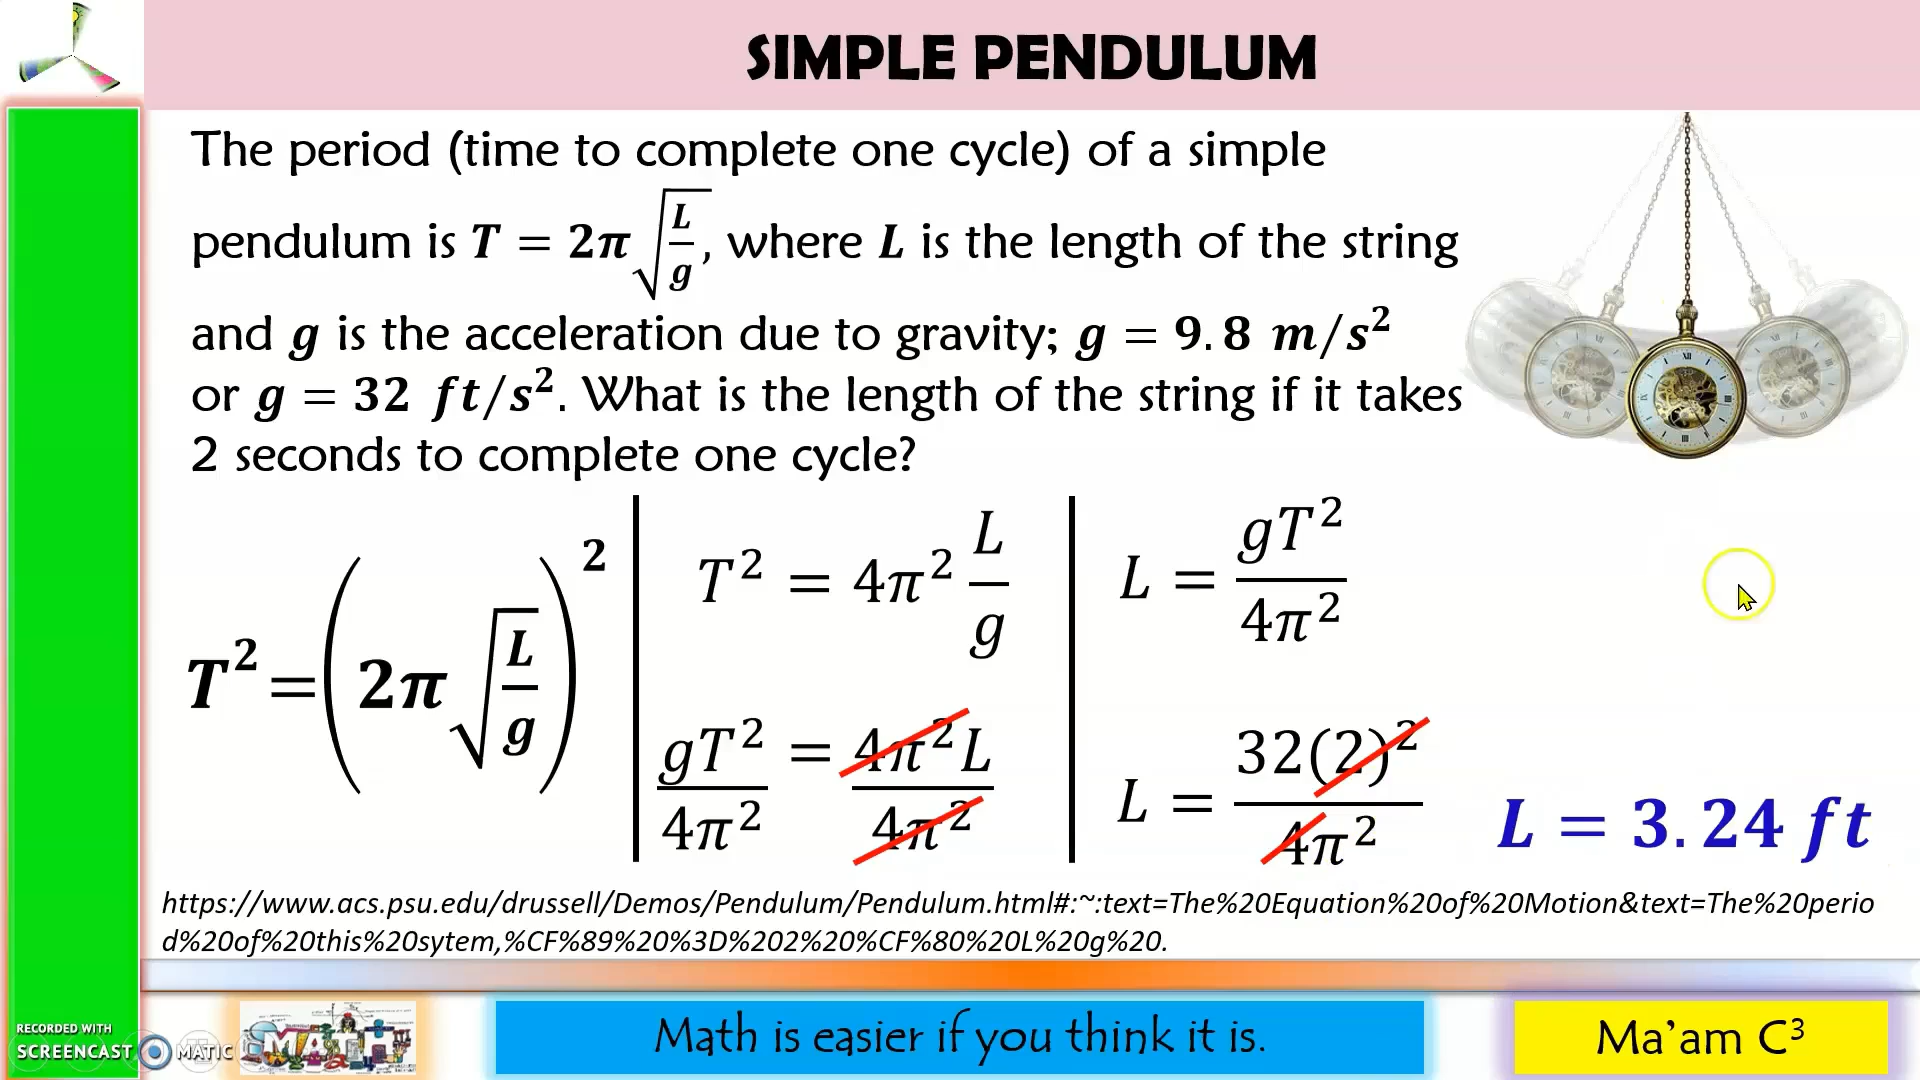 SIMPLE PENDULUM
The period (time to complete one cycle) of a simple
pendulum is T = 2π√(L/g), where L is the length of the string
and g is the acceleration due to gravity; g = 9.8 m/s²
or g = 32 ft/s². What is the length of the string if it takes
2 seconds to complete one cycle?
T² = (2π√(L/g))²
T² = 4π² L/g
gT²/4π² = 4π²L/4π²
L = gT²/4π²
L = 32(2)²/4π²
L = 3.24 ft
https://www.acs.psu.edu/drussell/Demos/Pendulum/Pendulum.html#:~:text=The%20Equation%20of%20Motion&text=The%20perio
d%20of%20this%20sytem,%CF%89%20%3D%202%20%CF%80%20L%20g%20.
RECORDED WITH
SCREENCAST MATIC
MATH
Math is easier if you think it is.
Ma'am C³